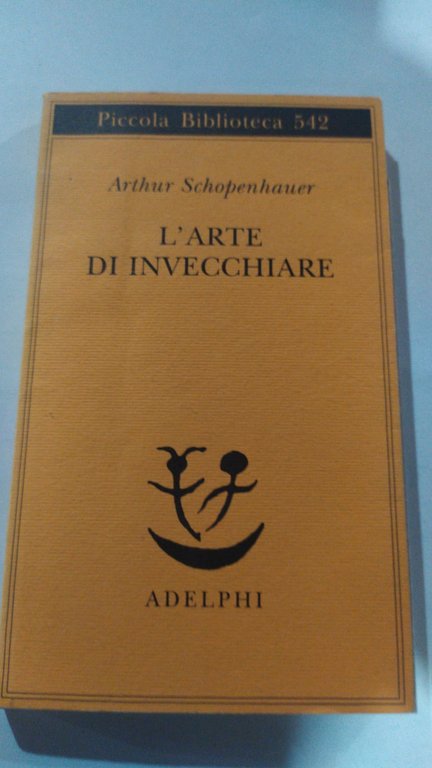 Piccola Biblioteca 542
Arthur Schopenhauer
L'ARTE
DI INVECCHIARE
ADELPHI